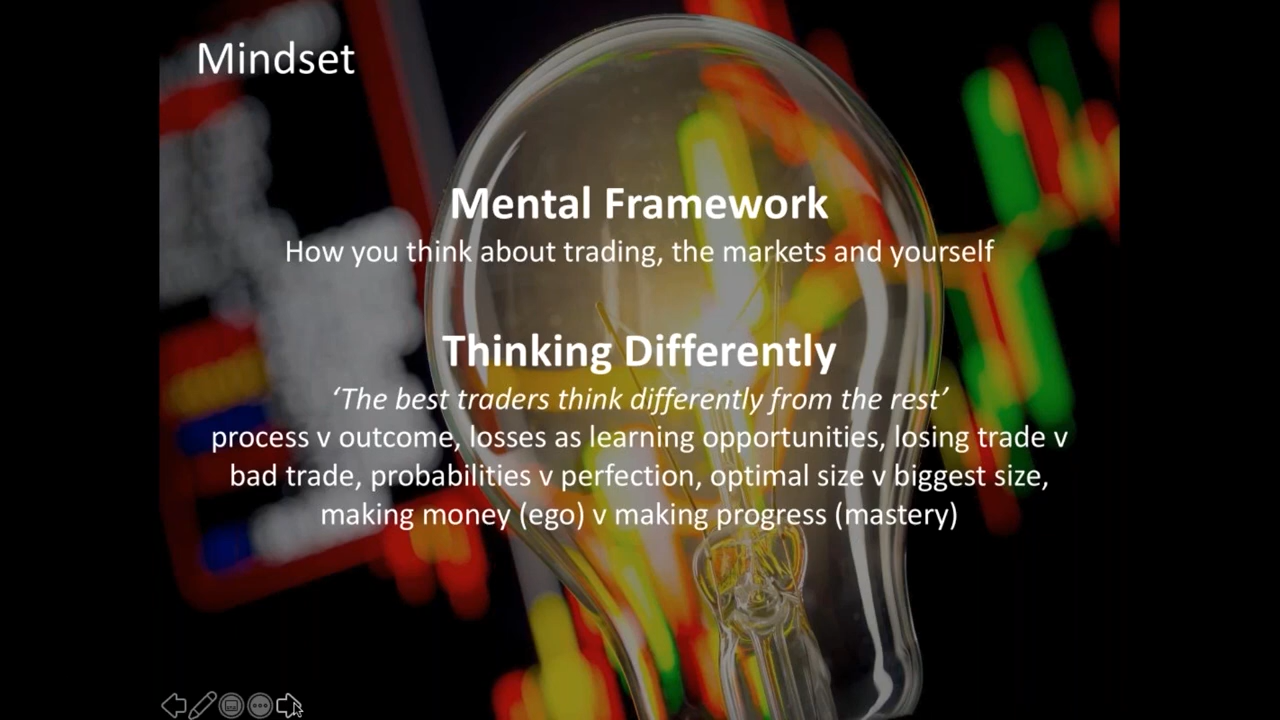 Mindset
Mental Framework
How you think about trading, the markets and yourself
Thinking Differently
‘The best traders think differently from the rest’
process v outcome, losses as learning opportunities, losing trade v
bad trade, probabilities v perfection, optimal size v biggest size,
making money (ego) v making progress (mastery)